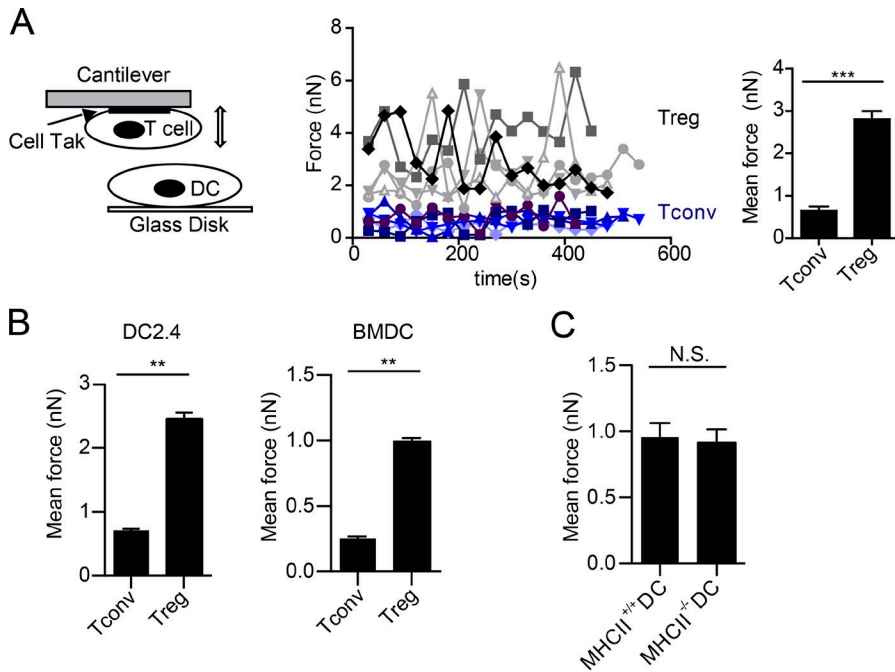 A
Cantilever
T cell
Cell Tak
DC
Glass Disk
Force (nN)
8
6
4
2
0
0
200
400
600
time(s)
Treg
Tconv
Mean force (nN)
4
3
2
1
0
***
Tconv
Treg
B
DC2.4
Mean force (nN)
3
2
1
0
**
Tconv
Treg
BMDC
Mean force (nN)
1.5
1.0
0.5
0.0
**
Tconv
Treg
C
Mean force (nN)
1.5
1.0
0.5
0.0
N.S.
MHCII+/+ DC
MHCII-/- DC